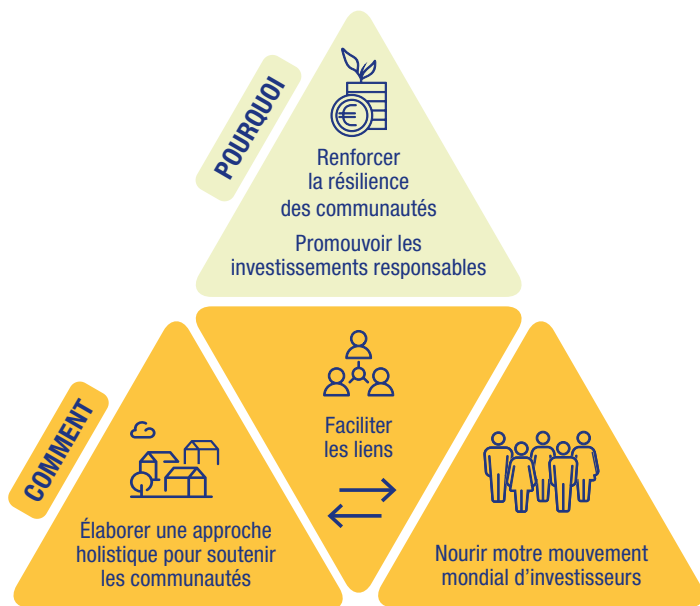 POURQUOI
Renforcer
la résilience
des communautés
Promouvoir les
investissements responsables
COMMENT
Élaborer une approche
holistique pour soutenir
les communautés
Faciliter
les liens
Nourir motre mouvement
mondial d'investisseurs